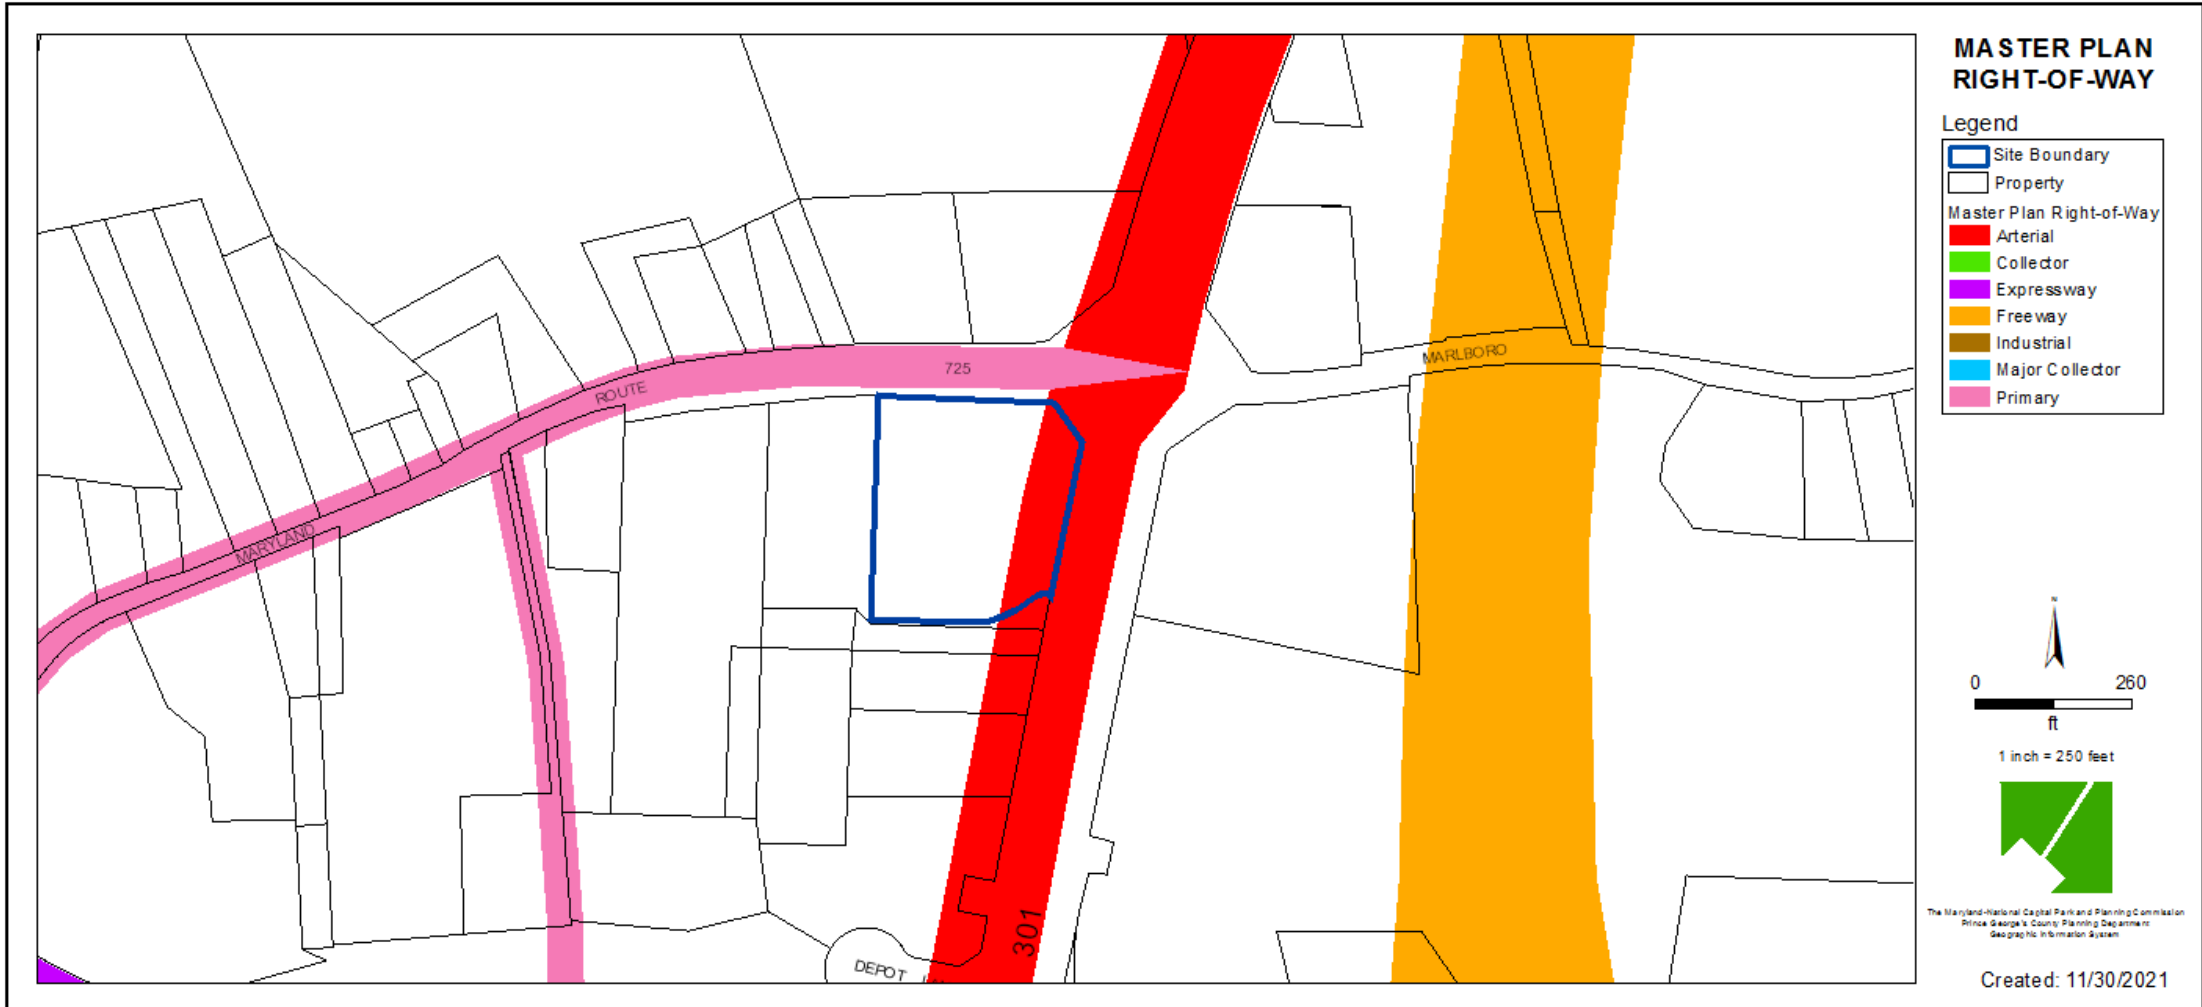 MASTER PLAN
RIGHT-OF-WAY
Legend
Site Boundary
Property
Master Plan Right-of-Way
Arterial
Collector
Expressway
Freeway
Industrial
Major Collector
Primary
725
ROUTE
MARLBORO
MARYLAND
301
DEPOT
N
0 260
ft
1 inch = 250 feet
The Maryland-National Capital Park and Planning Commission
Prince George's County Planning Department
Geographic Information System
Created: 11/30/2021